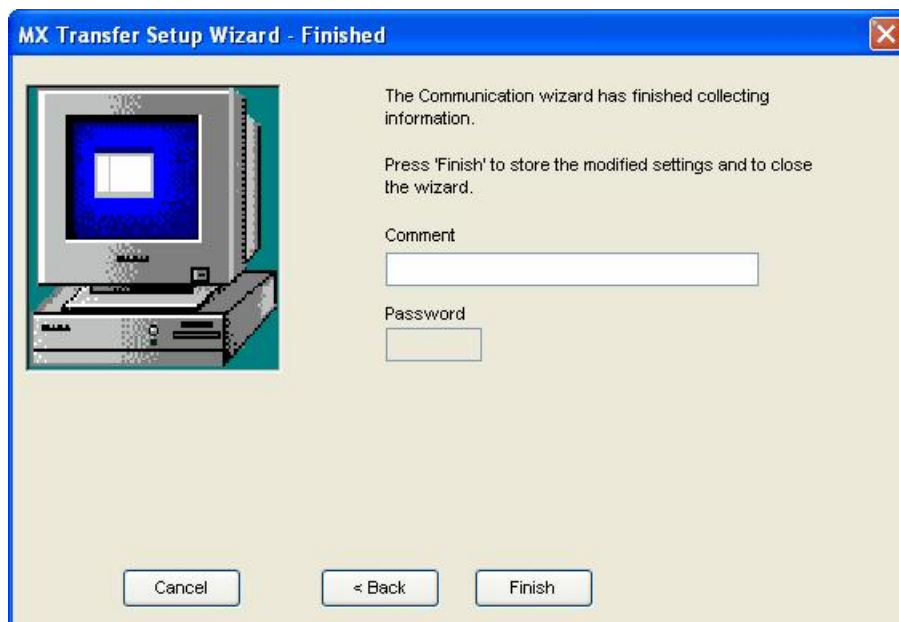 MX Transfer Setup Wizard - Finished
The Communication wizard has finished collecting
information.
Press 'Finish' to store the modified settings and to close
the wizard.
Comment
Password
Cancel
< Back
Finish